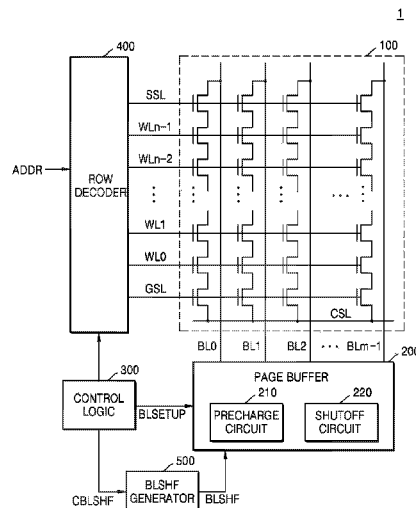 1
400
100
SSL
WLn-1
WLn-2
ADDR
ROW DECODER
WL1
WL0
GSL
CSL
BL0 BL1 BL2 ... BLm-1
200
300
CONTROL LOGIC
BLSETUP
PAGE BUFFER
210
PRECHARGE CIRCUIT
220
SHUTOFF CIRCUIT
500
CBLSHF
BLSHF GENERATOR
BLSHF